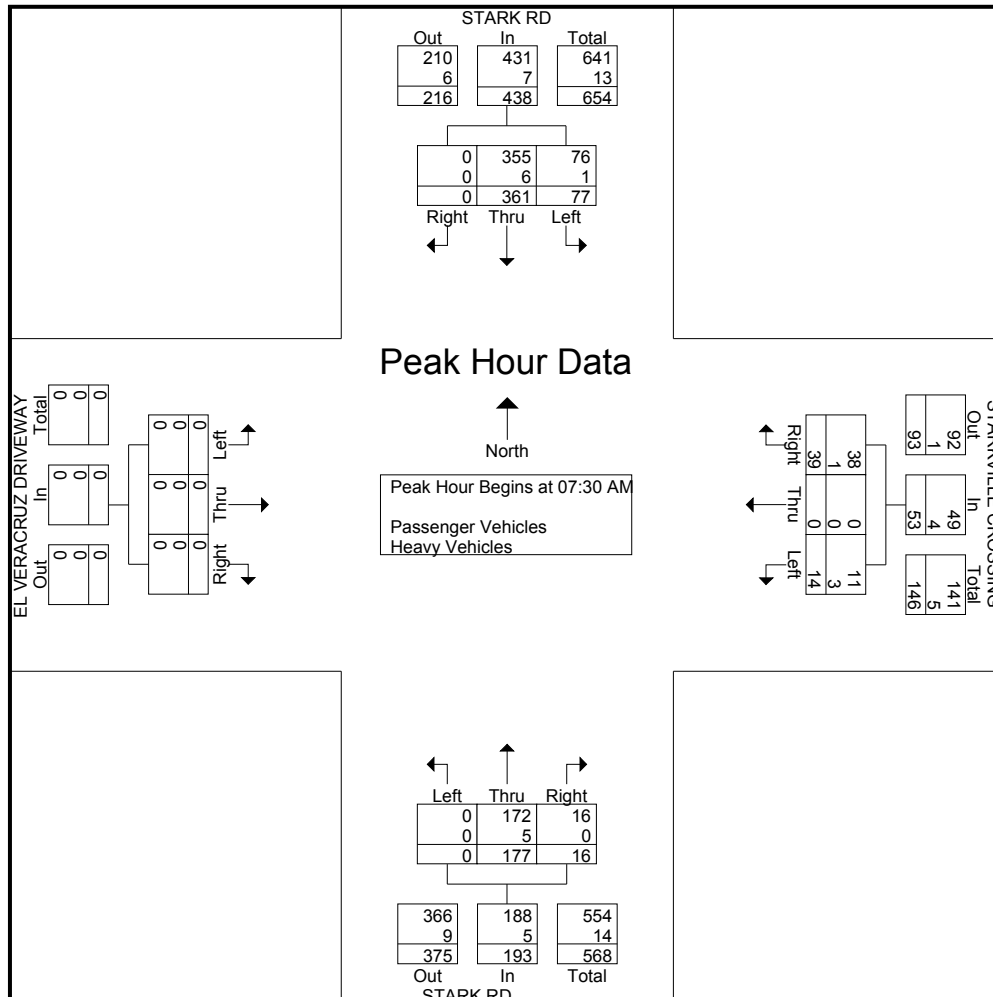 STARK RD
Out In Total
210 431 641
6 7 13
216 438 654
0 355 76
0 6 1
0 361 77
Right Thru Left
Peak Hour Data
North
Peak Hour Begins at 07:30 AM
Passenger Vehicles
Heavy Vehicles
EL VERACRUZ DRIVEWAY
Out In Total
0 0 0
0 0 0
0 0 0
0 0 0
0 0 0
0 0 0
Right Thru Left
STARKVILLE CROSSING
Out In Total
92 49 141
1 4 5
93 53 146
38 0 11
1 0 3
39 0 14
Right Thru Left
Left Thru Right
0 172 16
0 5 0
0 177 16
366 188 554
9 5 14
375 193 568
Out In Total
STARK RD